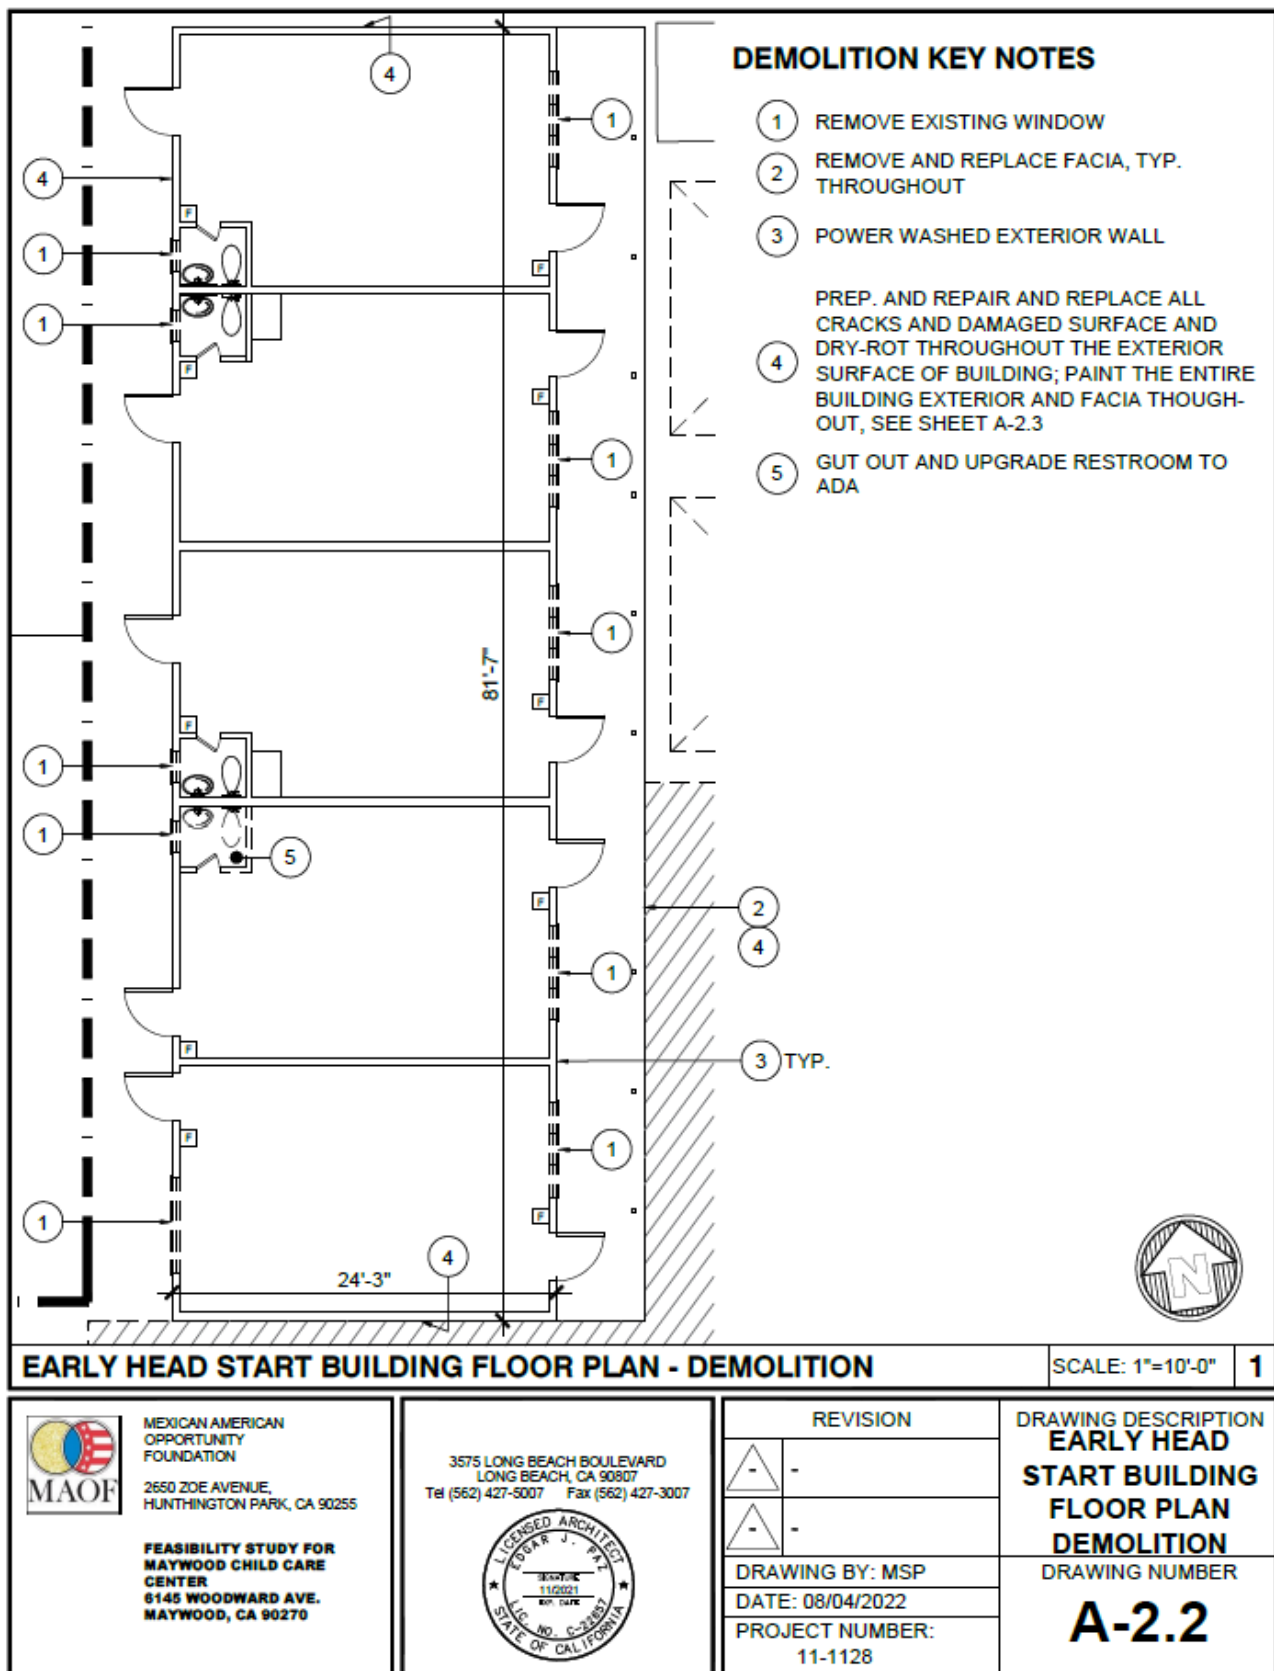 DEMOLITION KEY NOTES
1 REMOVE EXISTING WINDOW
2 REMOVE AND REPLACE FACIA, TYP.
THROUGHOUT
3 POWER WASHED EXTERIOR WALL
PREP. AND REPAIR AND REPLACE ALL
CRACKS AND DAMAGED SURFACE AND
4 DRY-ROT THROUGHOUT THE EXTERIOR
SURFACE OF BUILDING; PAINT THE ENTIRE
BUILDING EXTERIOR AND FACIA THOUGH-
OUT, SEE SHEET A-2.3
5 GUT OUT AND UPGRADE RESTROOM TO
ADA
4
1
4
F
1
F
1
F
F
1
1
81'-7"
F
F
1
1
5
F
2
4
1
F
3 TYP.
F
1
F
1
4
24'-3"
N
EARLY HEAD START BUILDING FLOOR PLAN - DEMOLITION
SCALE: 1"=10'-0"
1
MAOF
MEXICAN AMERICAN
OPPORTUNITY
FOUNDATION
2650 ZOE AVENUE,
HUNTHINGTON PARK, CA 90255
FEASIBILITY STUDY FOR
MAYWOOD CHILD CARE
CENTER
6145 WOODWARD AVE.
MAYWOOD, CA 90270
3575 LONG BEACH BOULEVARD
LONG BEACH, CA 90807
Tel (562) 427-5007 Fax (562) 427-3007
LICENSED ARCHITECT
EDGAR J. PAZ
SIGNATURE
11/2021
EXP. DATE
LIC. NO. C-22657
STATE OF CALIFORNIA
REVISION
- -
- -
DRAWING BY: MSP
DATE: 08/04/2022
PROJECT NUMBER:
11-1128
DRAWING DESCRIPTION
EARLY HEAD
START BUILDING
FLOOR PLAN
DEMOLITION
DRAWING NUMBER
A-2.2